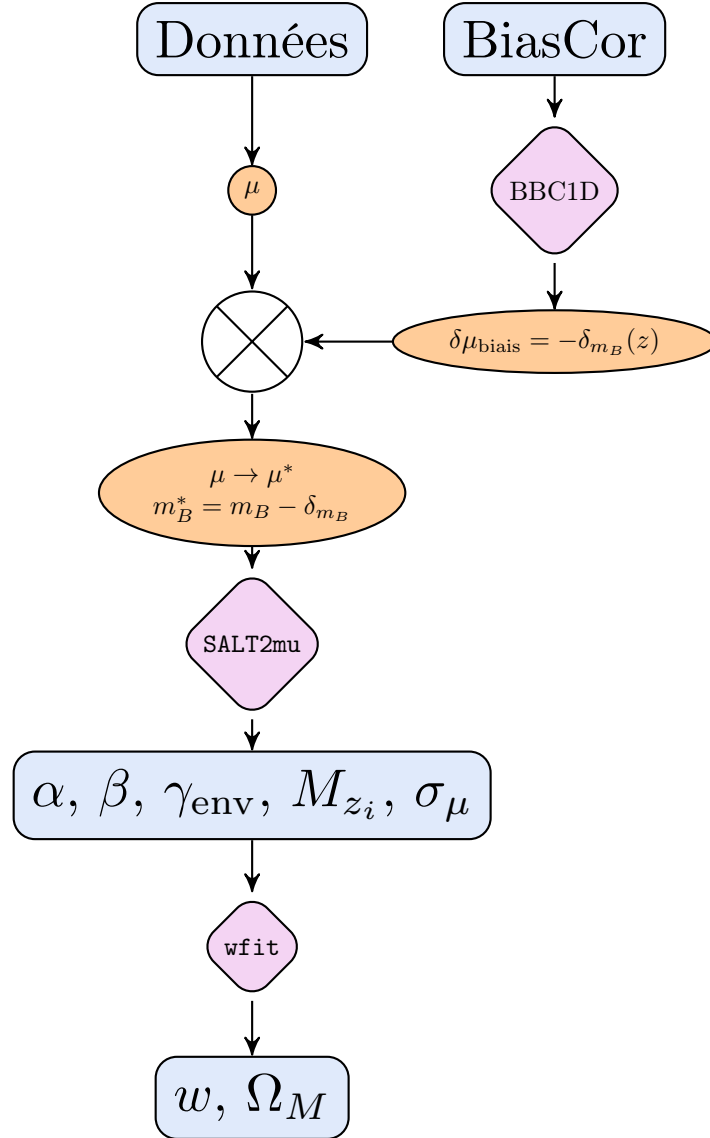 Données
BiasCor
μ
BBC1D
δμ_biais = −δ_{m_B}(z)
μ → μ*
m*_B = m_B − δ_{m_B}
SALT2mu
α, β, γ_env, M_{z_i}, σ_μ
wfit
w, Ω_M